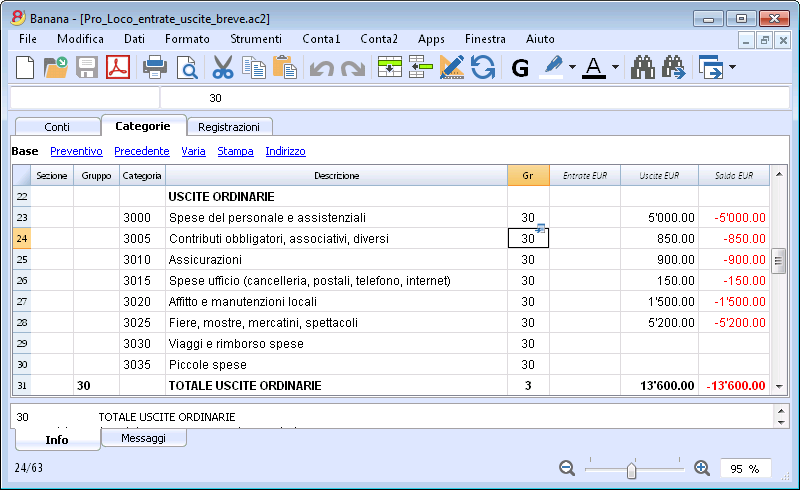 Banana - [Pro_Loco_entrate_uscite_breve.ac2]
File Modifica Dati Formato Strumenti Conta1 Conta2 Apps Finestra Aiuto
G A
30
Conti Categorie Registrazioni
Base Preventivo Precedente Varia Stampa Indirizzo
Sezione Gruppo Categoria Descrizione Gr Entrate EUR Uscite EUR Saldo EUR
22 USCITE ORDINARIE
23 3000 Spese del personale e assistenziali 30 5'000.00 -5'000.00
24 3005 Contributi obbligatori, associativi, diversi 30 850.00 -850.00
25 3010 Assicurazioni 30 900.00 -900.00
26 3015 Spese ufficio (cancelleria, postali, telefono, internet) 30 150.00 -150.00
27 3020 Affitto e manutenzioni locali 30 1'500.00 -1'500.00
28 3025 Fiere, mostre, mercatini, spettacoli 30 5'200.00 -5'200.00
29 3030 Viaggi e rimborso spese 30
30 3035 Piccole spese 30
31 30 TOTALE USCITE ORDINARIE 3 13'600.00 -13'600.00
30 TOTALE USCITE ORDINARIE
Info Messaggi
24/63 95 %